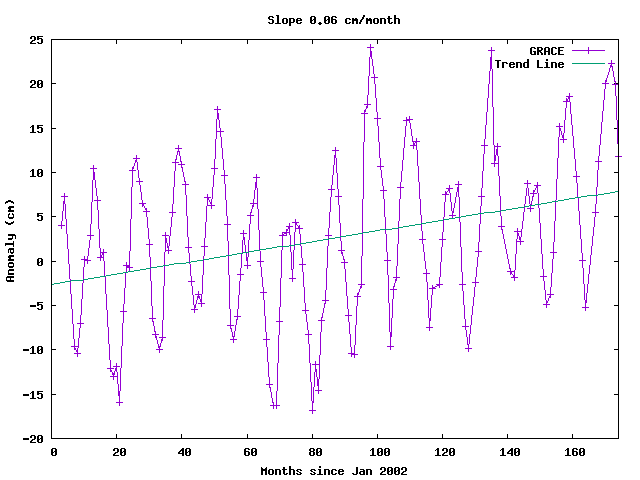 Slope 0.06 cm/month
GRACE
Trend Line
25
20
15
10
5
0
-5
-10
-15
-20
Anomaly (cm)
0 20 40 60 80 100 120 140 160
Months since Jan 2002